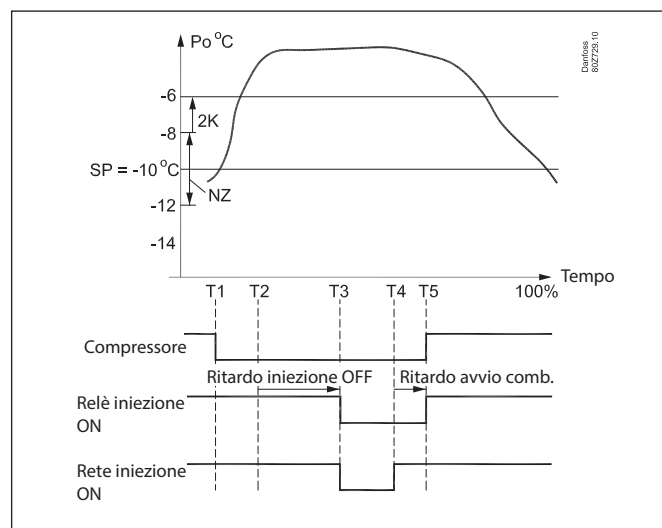 Po °C
Danfoss
80Z729.10
-6
2K
-8
SP = -10 °C
NZ
-12
-14
Tempo
T1 T2 T3 T4 T5 100%
Compressore
Ritardo iniezione OFF Ritardo avvio comb.
Relè iniezione
ON
Rete iniezione
ON